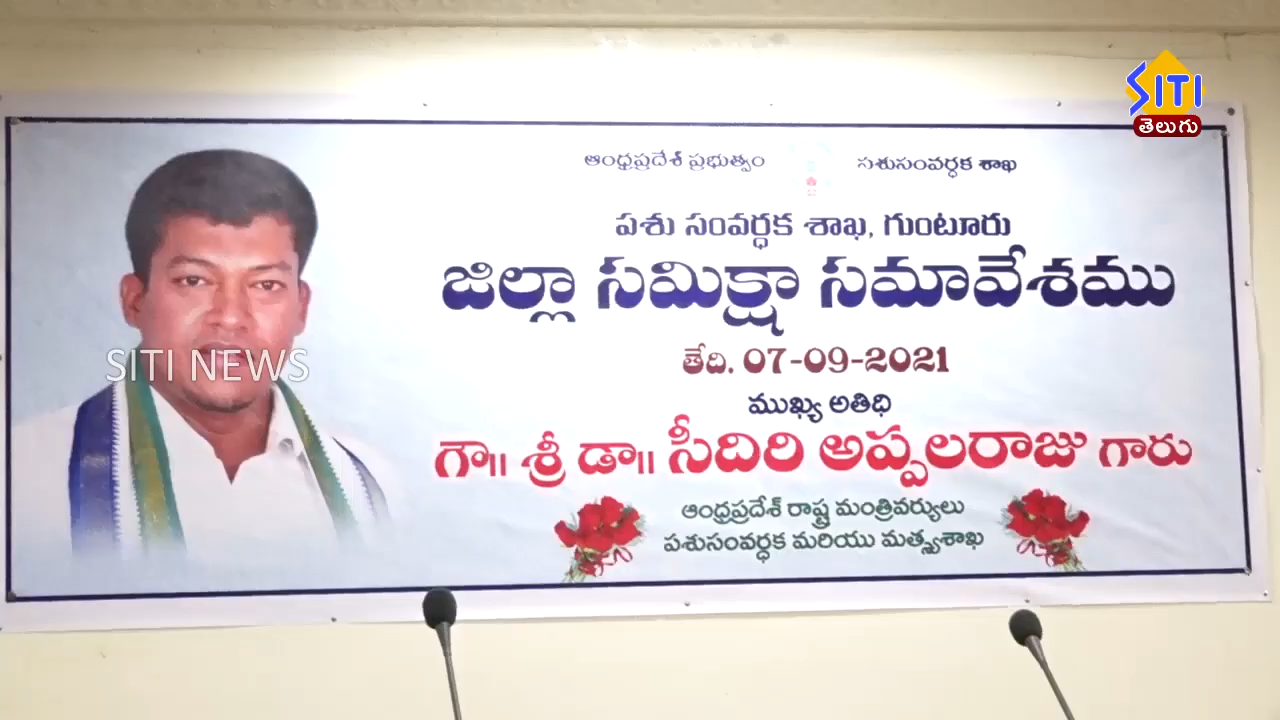 SITI
తెలుగు
ఆంధ్రప్రదేశ్ ప్రభుత్వం
పశుసంవర్ధక శాఖ
పశు సంవర్ధక శాఖ, గుంటూరు
జిల్లా సమిక్షా సమావేశము
తేది. 07-09-2021
ముఖ్య అతిధి
గౌ|| శ్రీ డా|| సీదిరి అప్పలరాజు గారు
ఆంధ్రప్రదేశ్ రాష్ట్ర మంత్రివర్యులు
పశుసంవర్ధక మరియు మత్స్యశాఖ
SITI NEWS